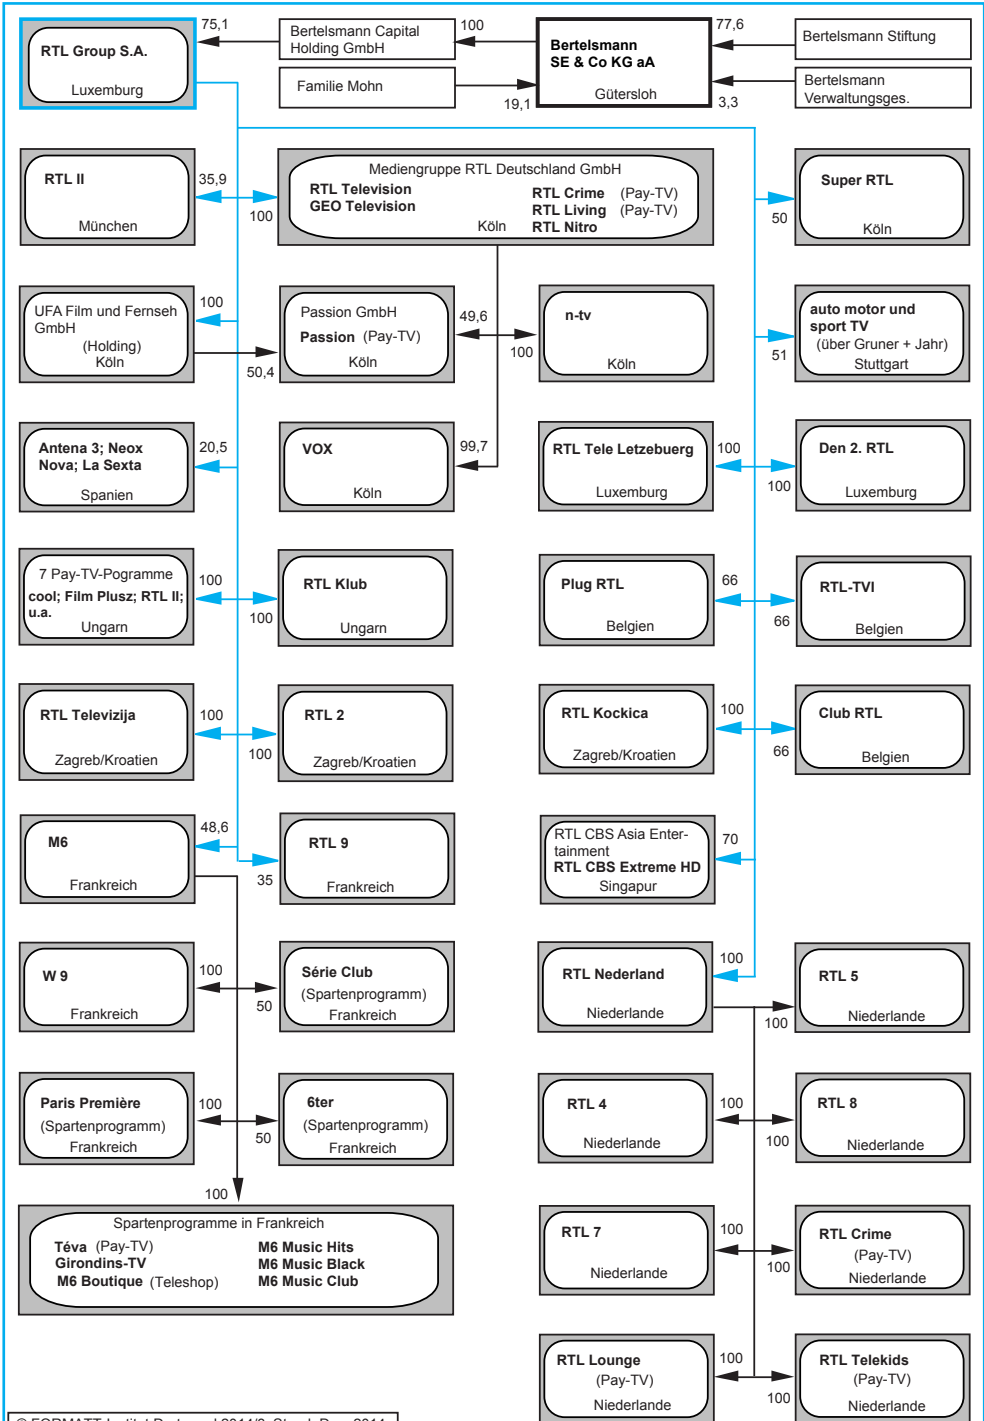 75,1
RTL Group S.A.
Luxemburg
Bertelsmann Capital
Holding GmbH
100
Familie Mohn
19,1
Bertelsmann
SE & Co KG aA
Gütersloh
77,6
Bertelsmann Stiftung
3,3
Bertelsmann
Verwaltungsges.
RTL II
München
35,9
100
Mediengruppe RTL Deutschland GmbH
RTL Television
GEO Television
Köln
RTL Crime (Pay-TV)
RTL Living (Pay-TV)
RTL Nitro
Super RTL
Köln
50
UFA Film und Fernseh
GmbH
(Holding)
Köln
100
50,4
Passion GmbH
Passion (Pay-TV)
Köln
49,6
100
n-tv
Köln
51
auto motor und
sport TV
(über Gruner + Jahr)
Stuttgart
Antena 3; Neox
Nova; La Sexta
Spanien
20,5
VOX
Köln
99,7
RTL Tele Letzebuerg
Luxemburg
100
100
Den 2. RTL
Luxemburg
7 Pay-TV-Pogramme
cool; Film Plusz; RTL II;
u.a.
Ungarn
100
100
RTL Klub
Ungarn
Plug RTL
Belgien
66
66
RTL-TVI
Belgien
RTL Televizija
Zagreb/Kroatien
100
100
RTL 2
Zagreb/Kroatien
RTL Kockica
Zagreb/Kroatien
100
66
Club RTL
Belgien
M6
Frankreich
48,6
35
RTL 9
Frankreich
RTL CBS Asia Enter-
tainment
RTL CBS Extreme HD
Singapur
70
W 9
Frankreich
100
50
Série Club
(Spartenprogramm)
Frankreich
RTL Nederland
Niederlande
100
100
RTL 5
Niederlande
Paris Première
(Spartenprogramm)
Frankreich
100
50
6ter
(Spartenprogramm)
Frankreich
RTL 4
Niederlande
100
100
RTL 8
Niederlande
100
Spartenprogramme in Frankreich
Téva (Pay-TV)
Girondins-TV
M6 Boutique (Teleshop)
M6 Music Hits
M6 Music Black
M6 Music Club
RTL 7
Niederlande
100
100
RTL Crime
(Pay-TV)
Niederlande
RTL Lounge
(Pay-TV)
Niederlande
100
100
RTL Telekids
(Pay-TV)
Niederlande
© FORMATT-Institut Dortmund 2014/2, Stand: Dez. 2014